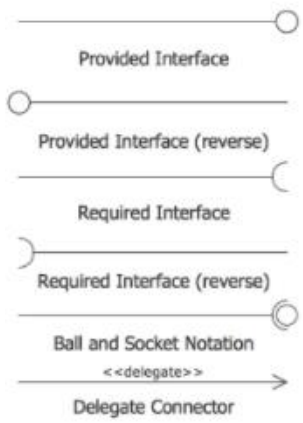 Provided Interface
Provided Interface (reverse)
Required Interface
Required Interface (reverse)
Ball and Socket Notation
<<delegate>>
Delegate Connector